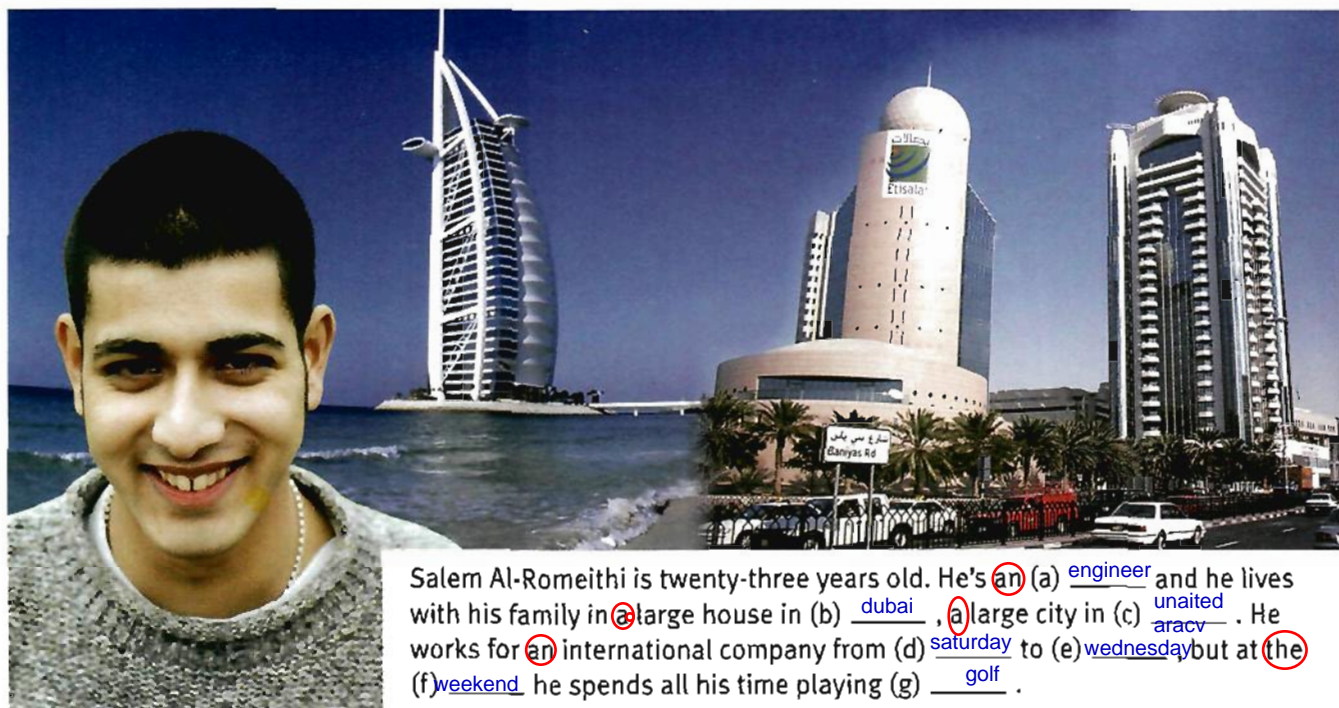 اتصالات
Etisalat
شارع بني ياس
Baniyas Rd
Salem Al-Romeithi is twenty-three years old. He's an (a) engineer and he lives
with his family in a large house in (b) dubai , a large city in (c) unaited aracv . He
works for an international company from (d) saturday to (e) wednesday , but at the
(f) weekend he spends all his time playing (g) golf .